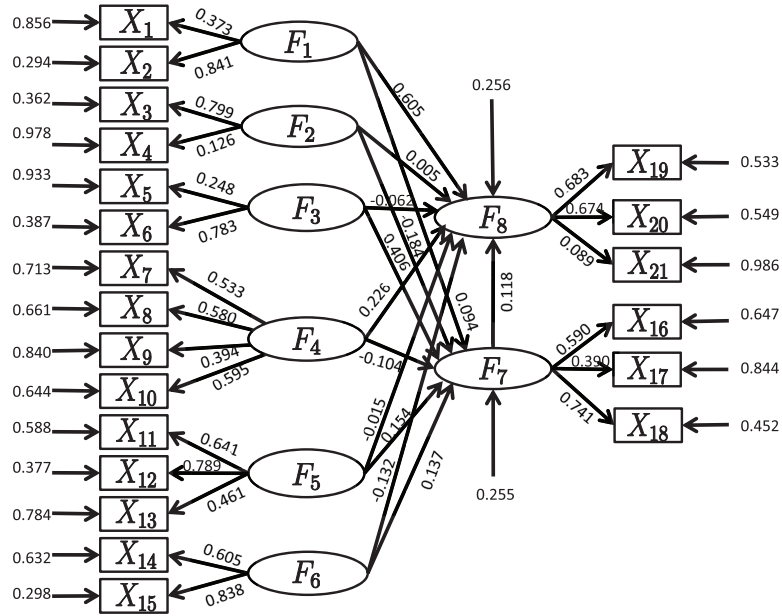 0.856 X₁ 0.373 F₁
0.294 X₂ 0.841
0.362 X₃ 0.799 F₂
0.978 X₄ 0.126
0.933 X₅ 0.248 F₃
0.387 X₆ 0.783
0.713 X₇ 0.533
0.661 X₈ 0.580 F₄
0.840 X₉ 0.394
0.644 X₁₀ 0.595
0.588 X₁₁ 0.641
0.377 X₁₂ 0.789 F₅
0.784 X₁₃ 0.461
0.632 X₁₄ 0.605 F₆
0.298 X₁₅ 0.838
0.605
0.005
-0.062
-0.184
0.406
0.226
0.094
-0.104
-0.015
0.154
-0.132
0.137
0.256
F₈
0.118
F₇
0.255
0.683 X₁₉ 0.533
0.674 X₂₀ 0.549
0.089 X₂₁ 0.986
0.590 X₁₆ 0.647
0.390 X₁₇ 0.844
0.741 X₁₈ 0.452